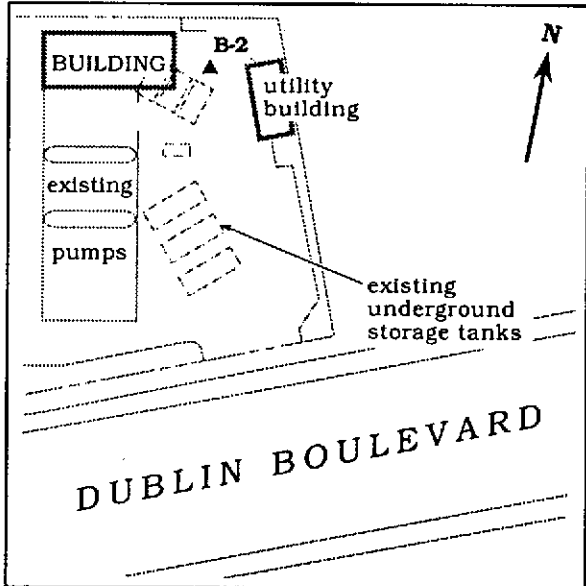 B-2
N
BUILDING
utility
building
existing
pumps
existing
underground
storage tanks
DUBLIN BOULEVARD